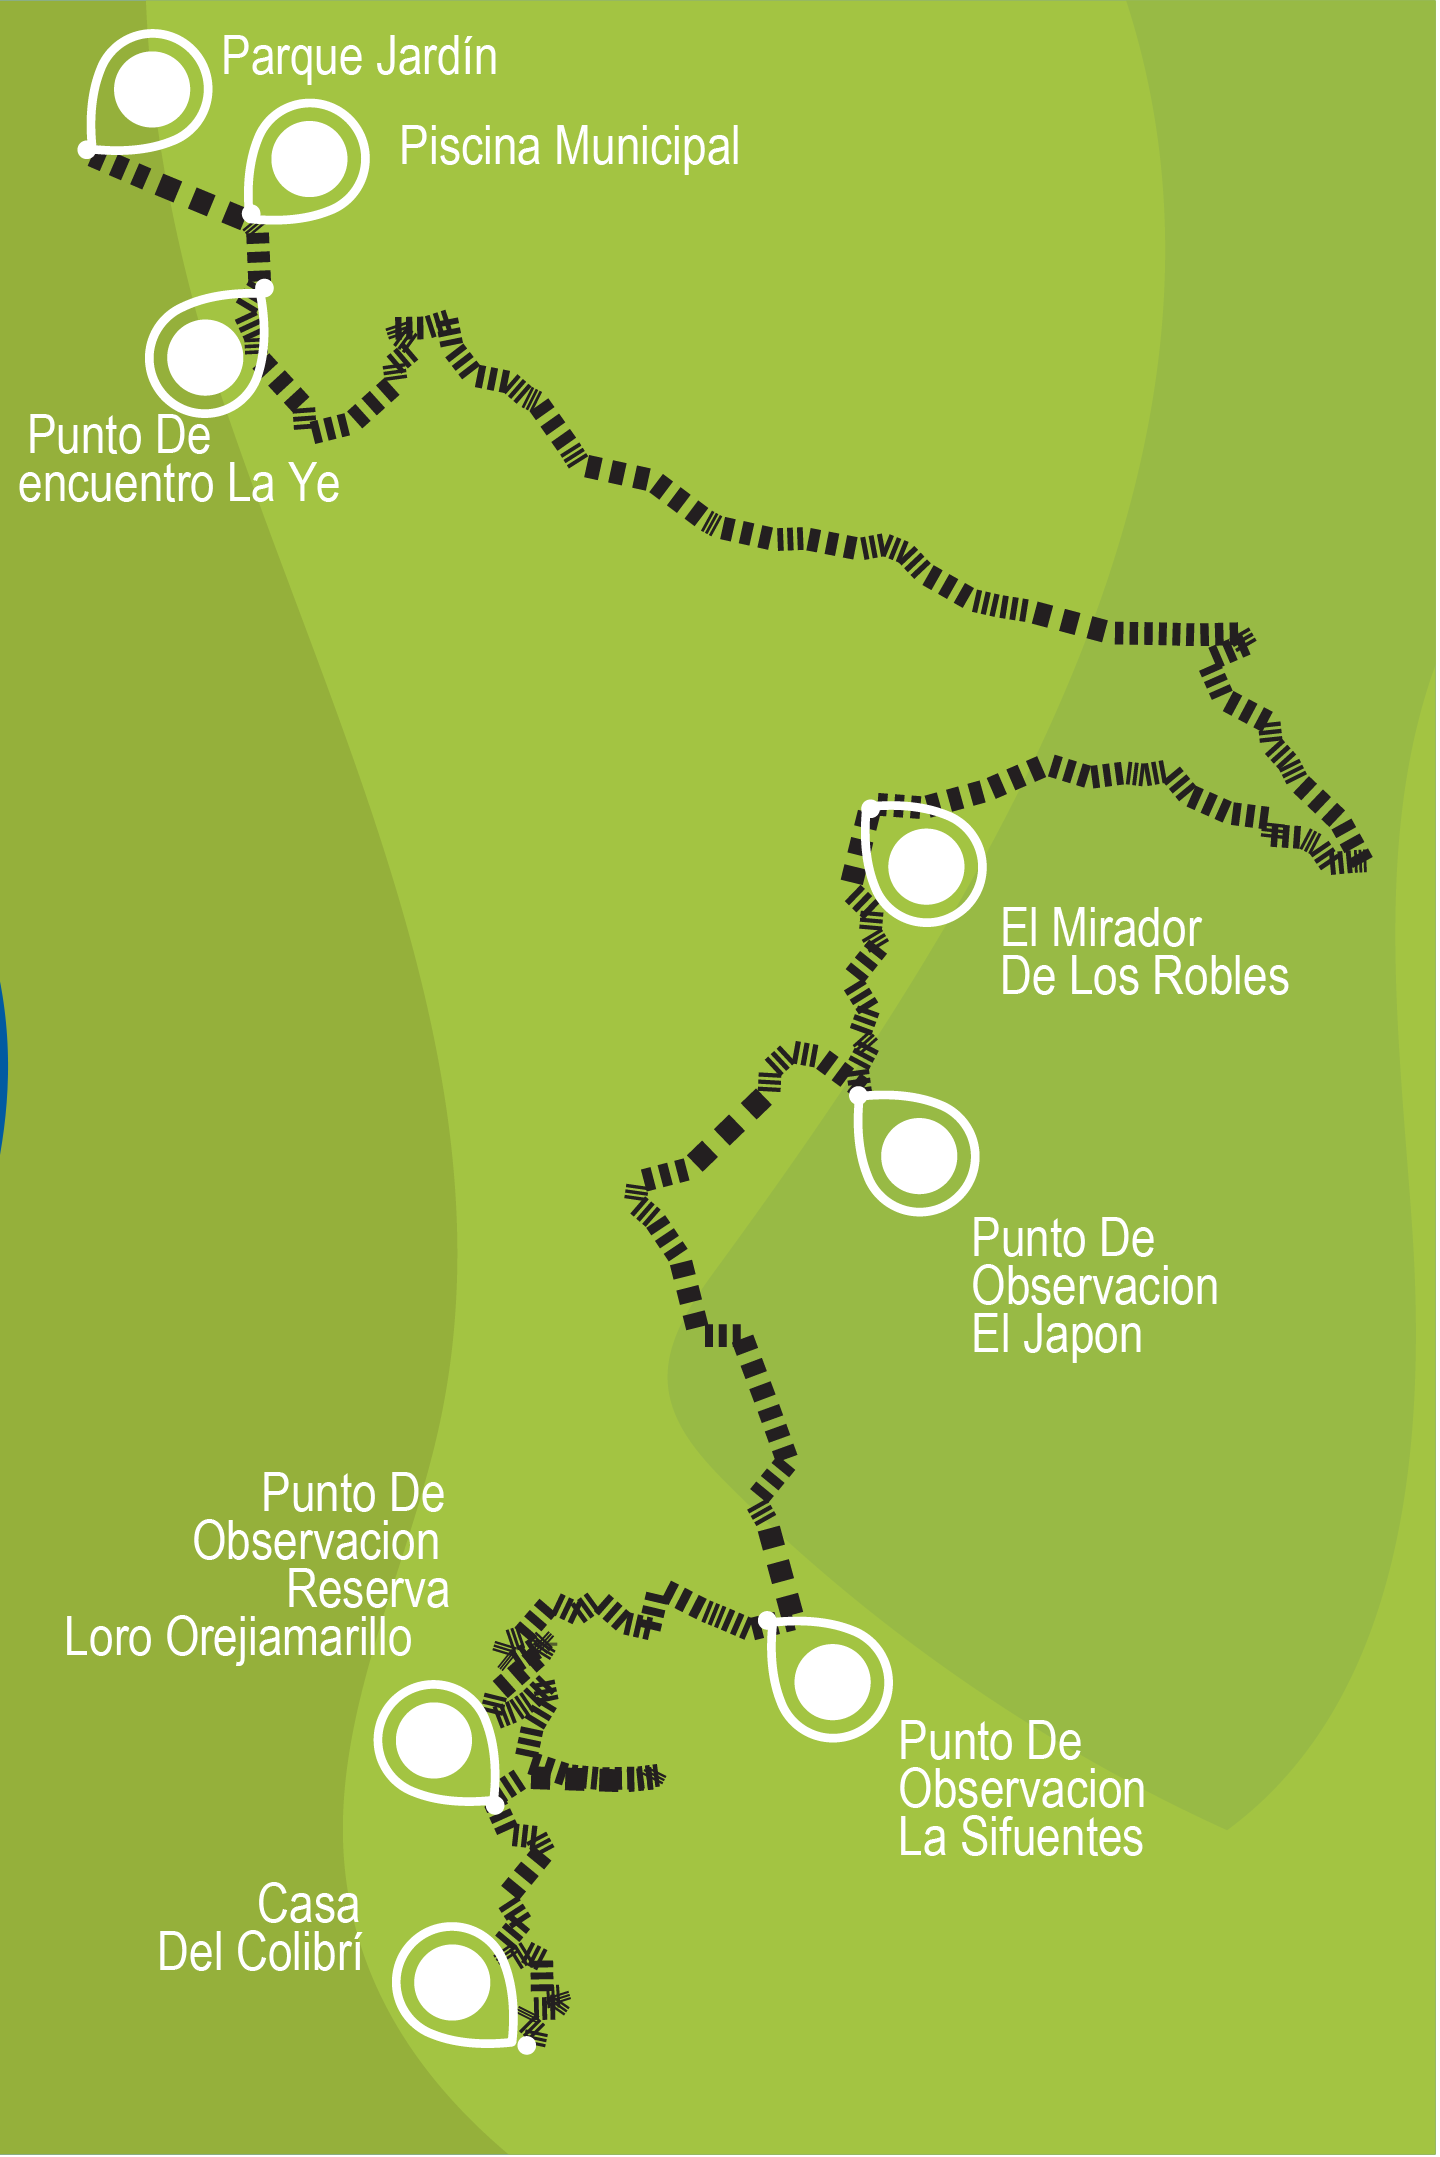 Parque Jardín
Piscina Municipal
Punto De
encuentro La Ye
El Mirador
De Los Robles
Punto De
Observacion
El Japon
Punto De
Observacion
Reserva
Loro Orejiamarillo
Punto De
Observacion
La Sifuentes
Casa
Del Colibrí